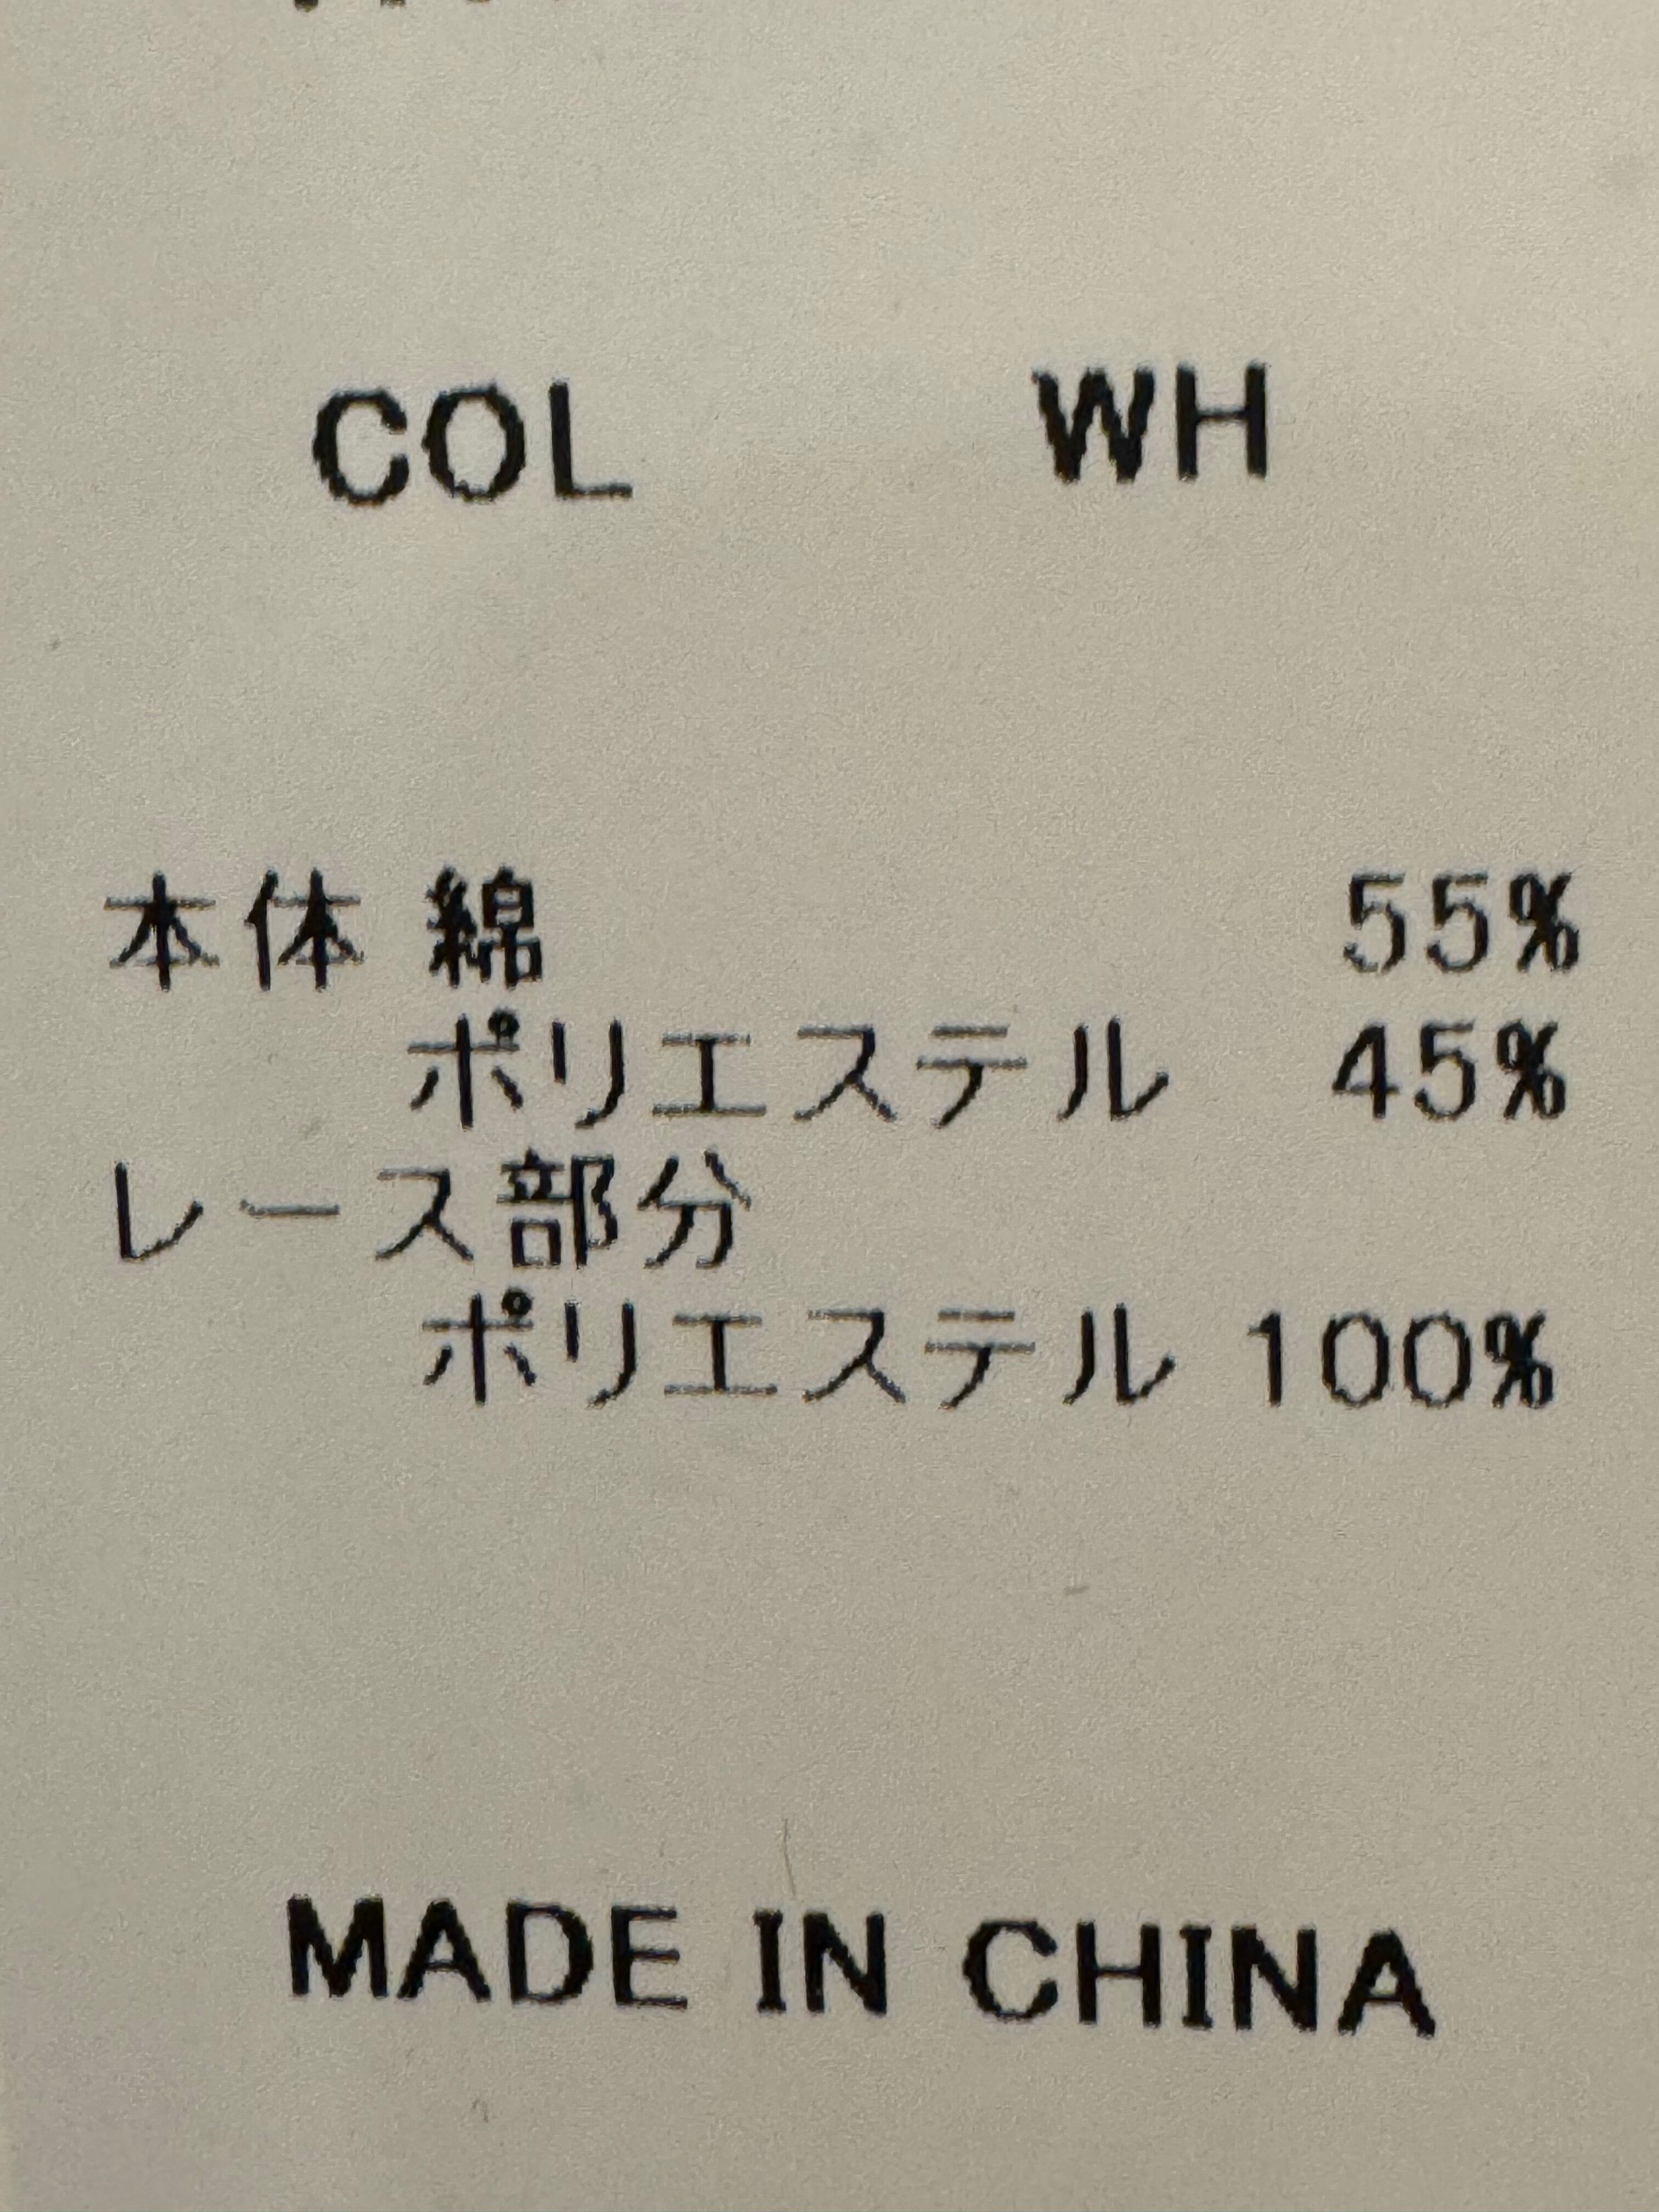 COL WH
本体 綿 55%
ポリエステル 45%
レース部分
ポリエステル 100%
MADE IN CHINA